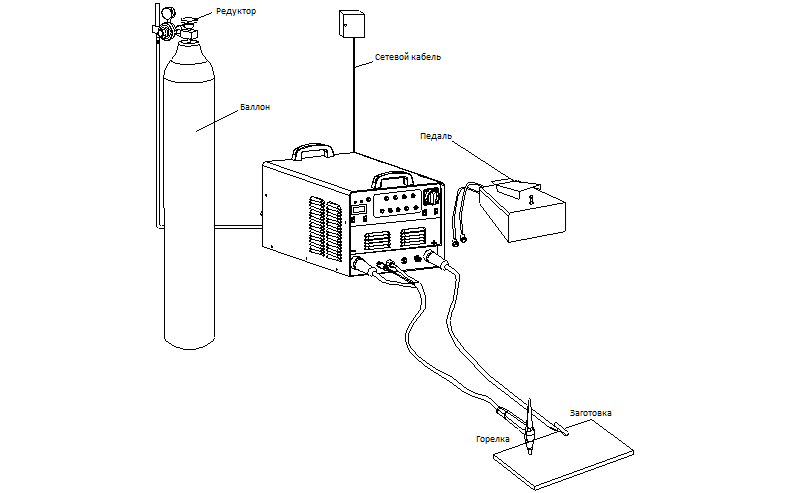 Редуктор
Сетевой кабель
Баллон
Педаль
Заготовка
Горелка